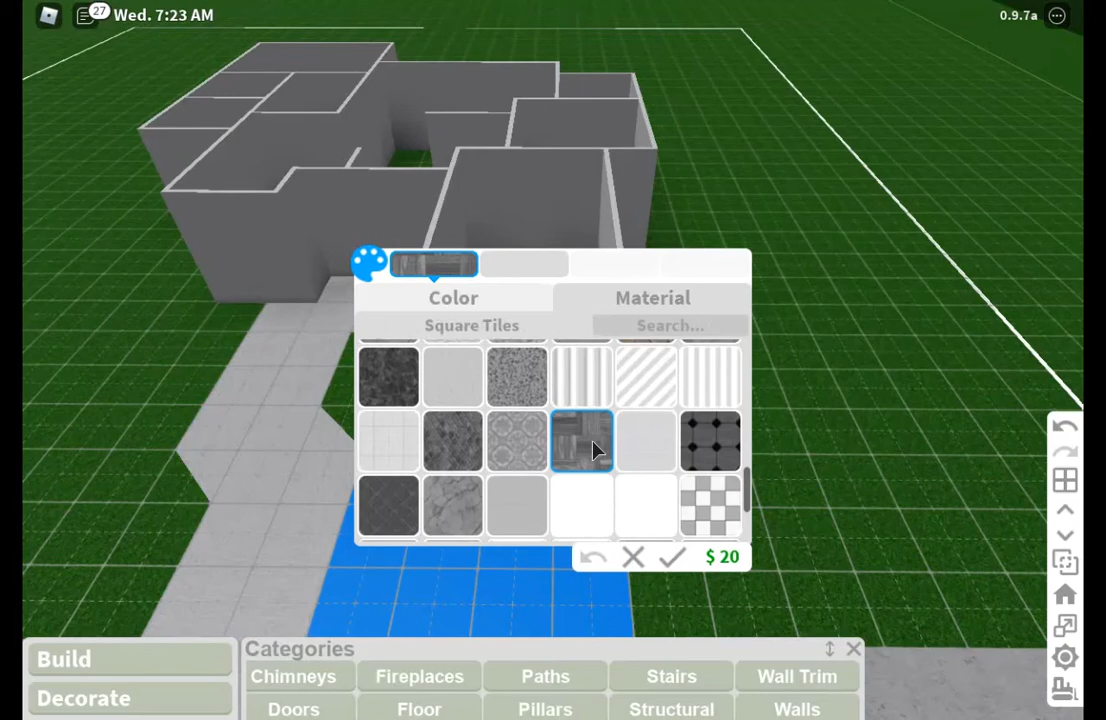 27 Wed. 7:23 AM 0.9.7a
Color Material
Square Tiles Search...
$ 20
Build
Decorate
Categories
Chimneys Fireplaces Paths Stairs Wall Trim
Doors Floor Pillars Structural Walls